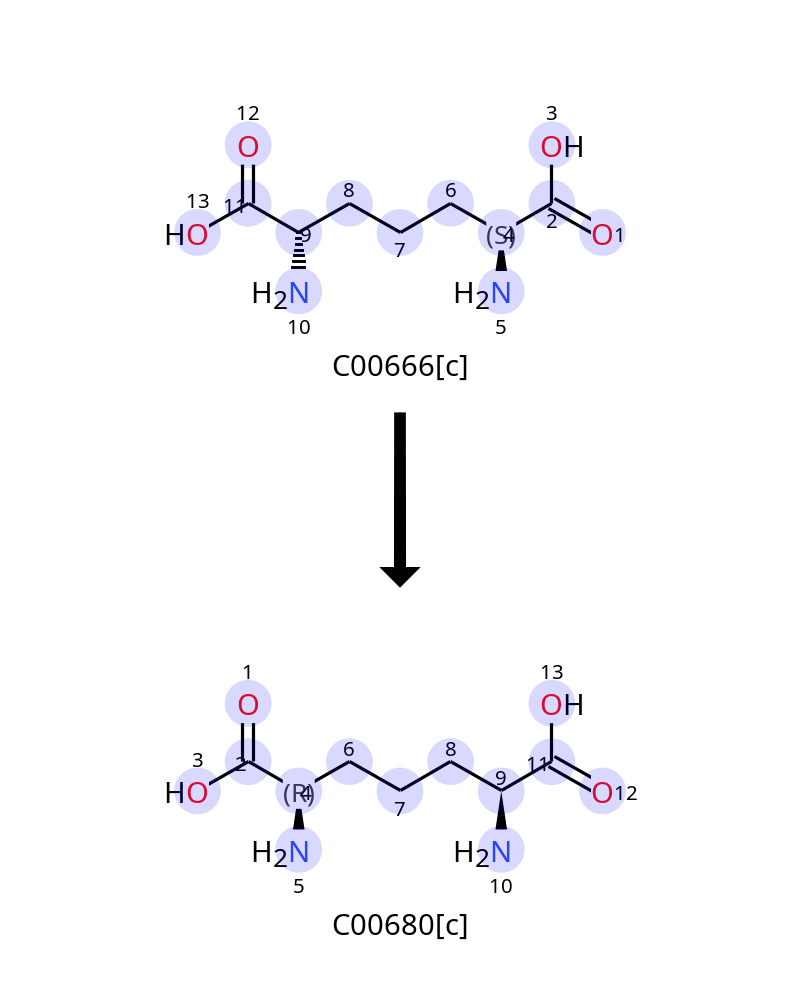 12 3
O OH
13 11 8 6 2
HO 9 7 (S) 4 O 1
H2N H2N
10 5
C00666[c]
1 13
O OH
3 2 6 8 9 11
HO (R) 4 7 O 12
H2N H2N
5 10
C00680[c]